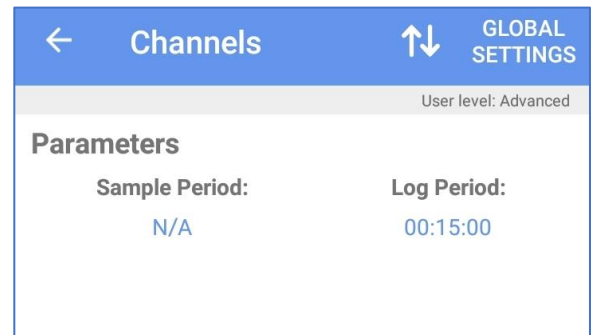 Channels
GLOBAL
SETTINGS
User level: Advanced
Parameters
Sample Period: Log Period:
N/A 00:15:00